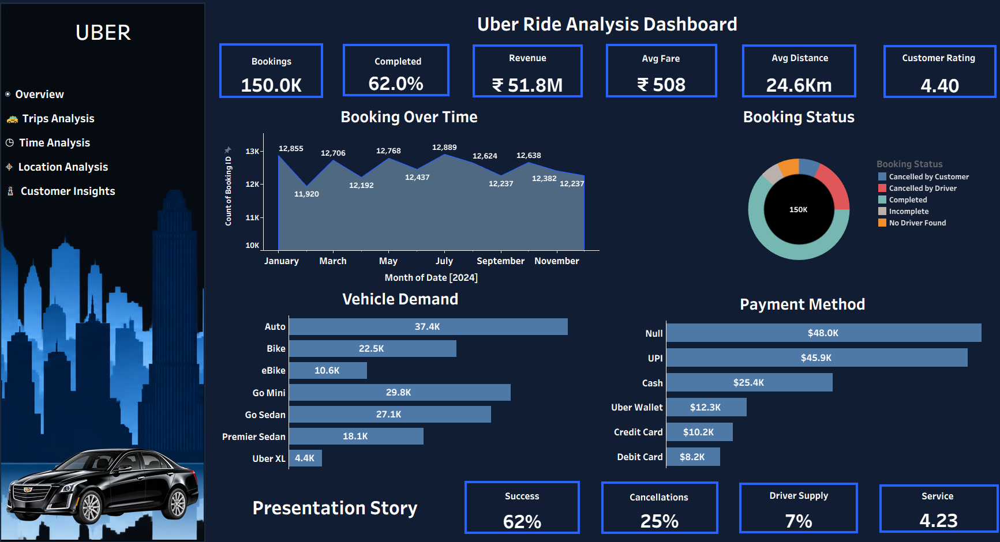 UBER
Overview
Trips Analysis
Time Analysis
Location Analysis
Customer Insights
Uber Ride Analysis Dashboard
Bookings
150.0K
Completed
62.0%
Revenue
₹ 51.8M
Avg Fare
₹ 508
Avg Distance
24.6Km
Customer Rating
4.40
Booking Over Time
Count of Booking ID
13K
12K
11K
10K
12,855
11,920
12,706
12,192
12,768
12,437
12,889
12,624
12,237
12,638
12,382
12,237
January
March
May
July
September
November
Month of Date [2024]
Booking Status
150K
Booking Status
Cancelled by Customer
Cancelled by Driver
Completed
Incomplete
No Driver Found
Vehicle Demand
Auto 37.4K
Bike 22.5K
eBike 10.6K
Go Mini 29.8K
Go Sedan 27.1K
Premier Sedan 18.1K
Uber XL 4.4K
Payment Method
Null $48.0K
UPI $45.9K
Cash $25.4K
Uber Wallet $12.3K
Credit Card $10.2K
Debit Card $8.2K
Presentation Story
Success
62%
Cancellations
25%
Driver Supply
7%
Service
4.23